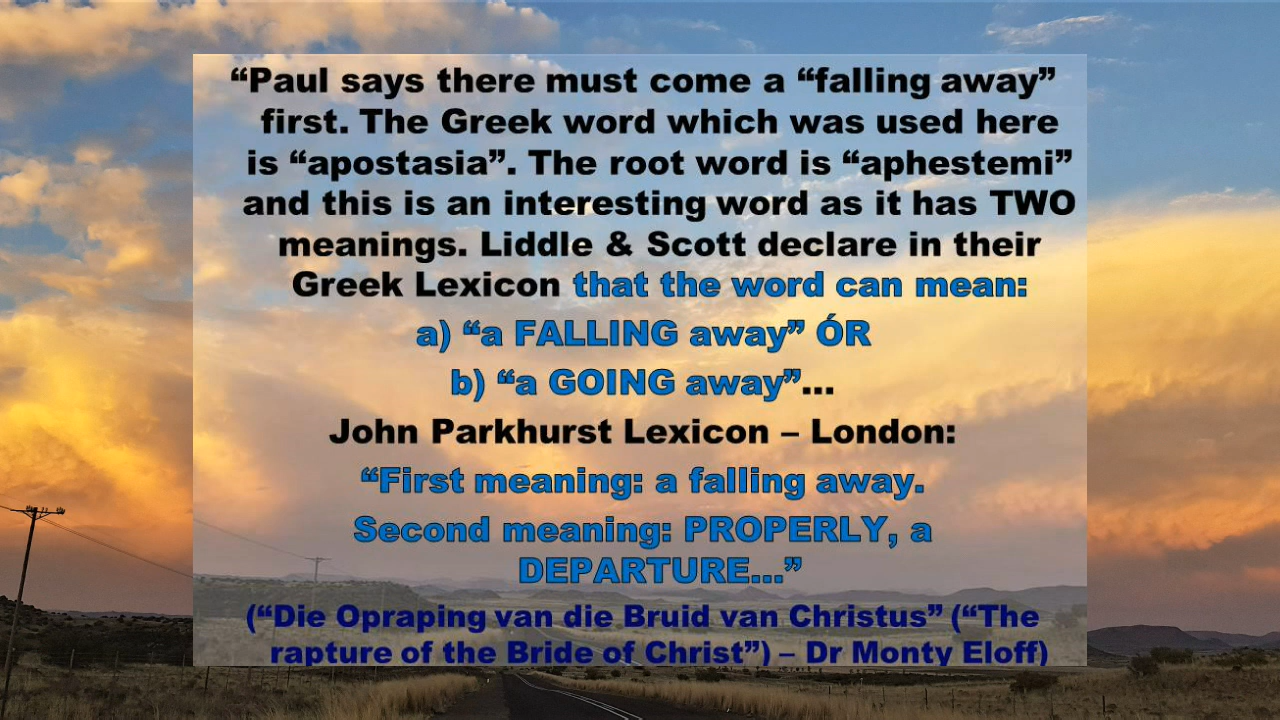 “Paul says there must come a “falling away”
first. The Greek word which was used here
is “apostasia”. The root word is “aphestemi”
and this is an interesting word as it has TWO
meanings. Liddle & Scott declare in their
Greek Lexicon that the word can mean:
a) “a FALLING away” ÓR
b) “a GOING away”...
John Parkhurst Lexicon – London:
“First meaning: a falling away.
Second meaning: PROPERLY, a
DEPARTURE...”
(“Die Opraping van die Bruid van Christus” (“The
rapture of the Bride of Christ”) – Dr Monty Eloff)